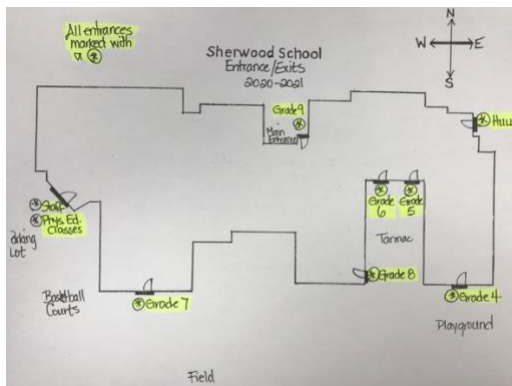 All entrances
marked with
a
Sherwood School
Entrance/Exits
2020-2021
N
W E
S
Grade 9
Main
Entrance
Staff
Phys Ed.
Classes
Parking
Lot
Grade
6
Grade
5
Tarmac
Grade 8
Basketball
Courts
Grade 7
Grade 4
Playground
Field